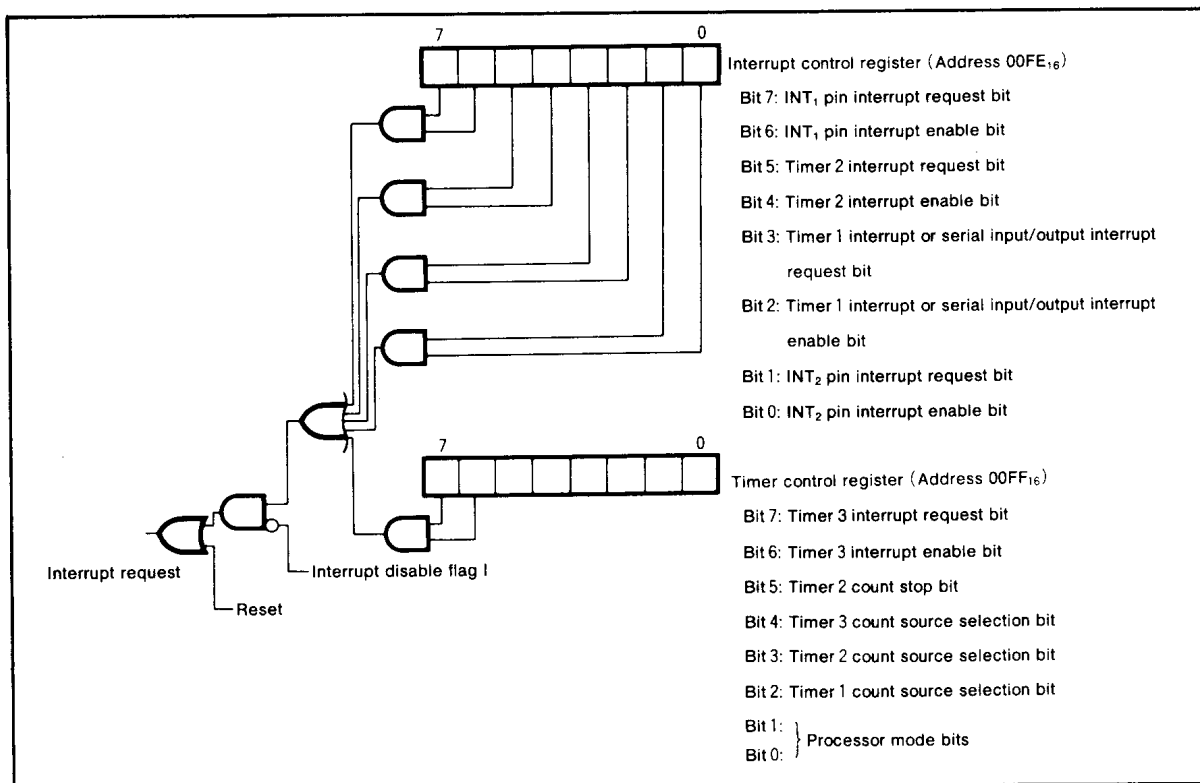 7 0
Interrupt control register (Address 00FE₁₆)
Bit 7: INT₁ pin interrupt request bit
Bit 6: INT₁ pin interrupt enable bit
Bit 5: Timer 2 interrupt request bit
Bit 4: Timer 2 interrupt enable bit
Bit 3: Timer 1 interrupt or serial input/output interrupt
request bit
Bit 2: Timer 1 interrupt or serial input/output interrupt
enable bit
Bit 1: INT₂ pin interrupt request bit
Bit 0: INT₂ pin interrupt enable bit
7 0
Timer control register (Address 00FF₁₆)
Bit 7: Timer 3 interrupt request bit
Bit 6: Timer 3 interrupt enable bit
Bit 5: Timer 2 count stop bit
Bit 4: Timer 3 count source selection bit
Bit 3: Timer 2 count source selection bit
Bit 2: Timer 1 count source selection bit
Bit 1:
Bit 0:
Processor mode bits
Interrupt request
Interrupt disable flag I
Reset